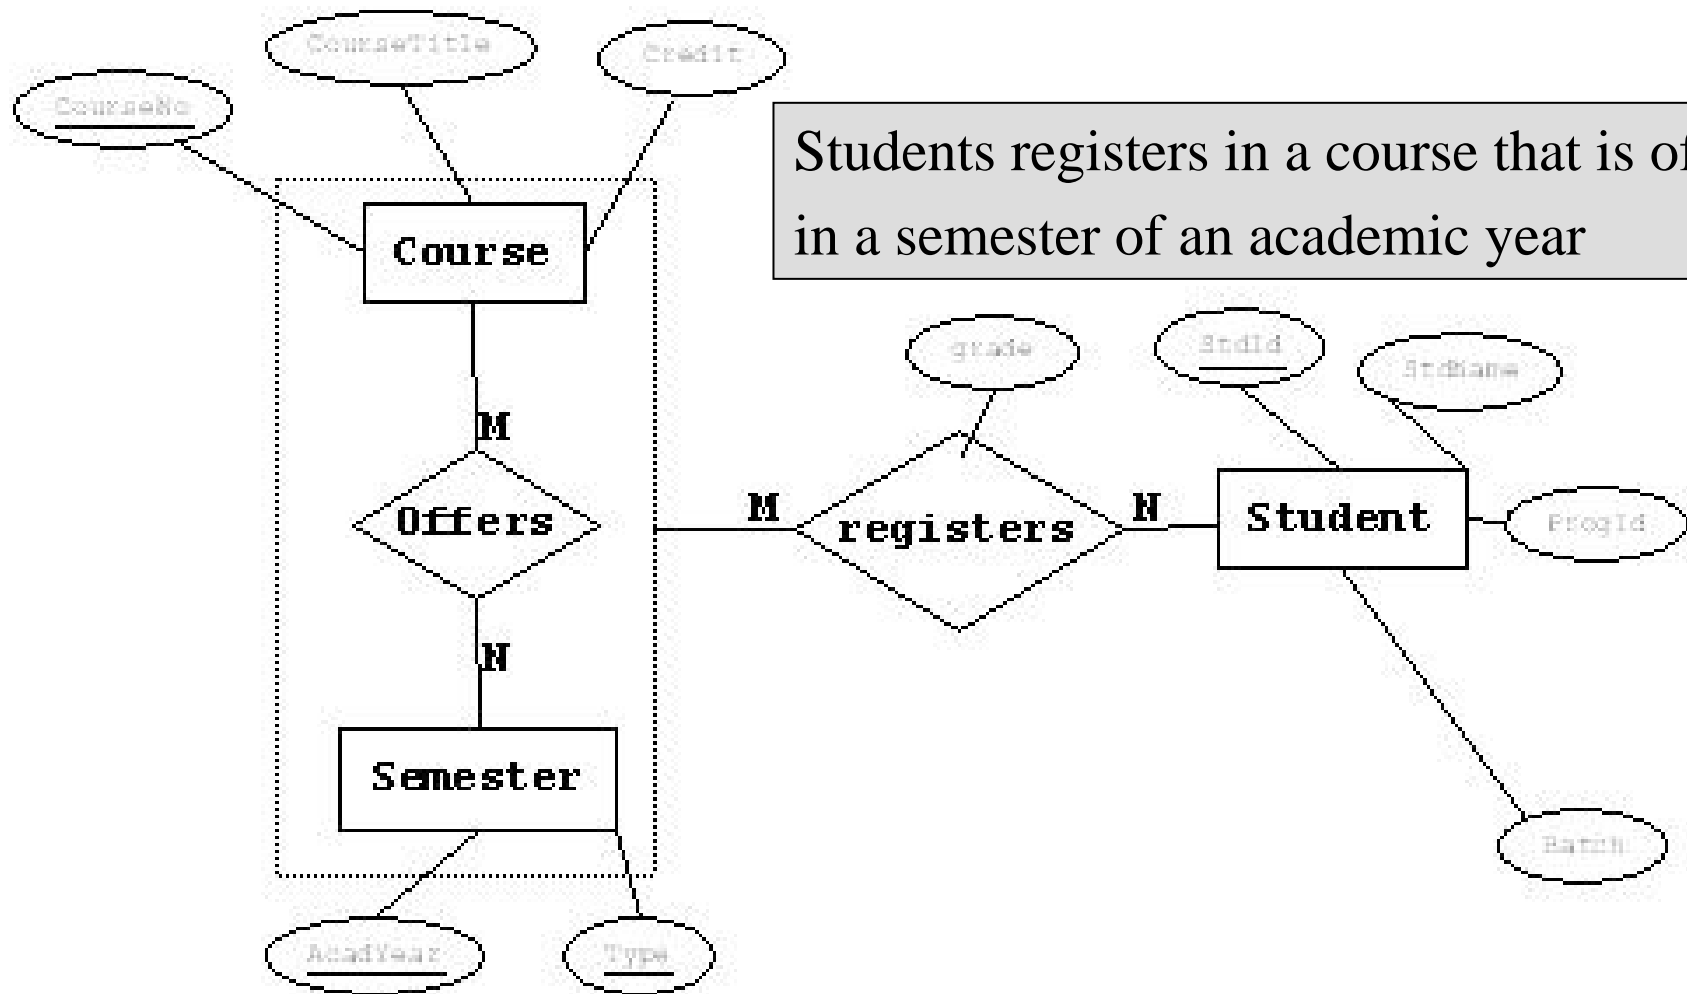 CourseTitle
Credit
CourseNo
Students registers in a course that is of
in a semester of an academic year
Course
grade
StdId
StdName
M
Offers
M
registers
N
Student
ProgId
N
Semester
Batch
AcadYear
Type